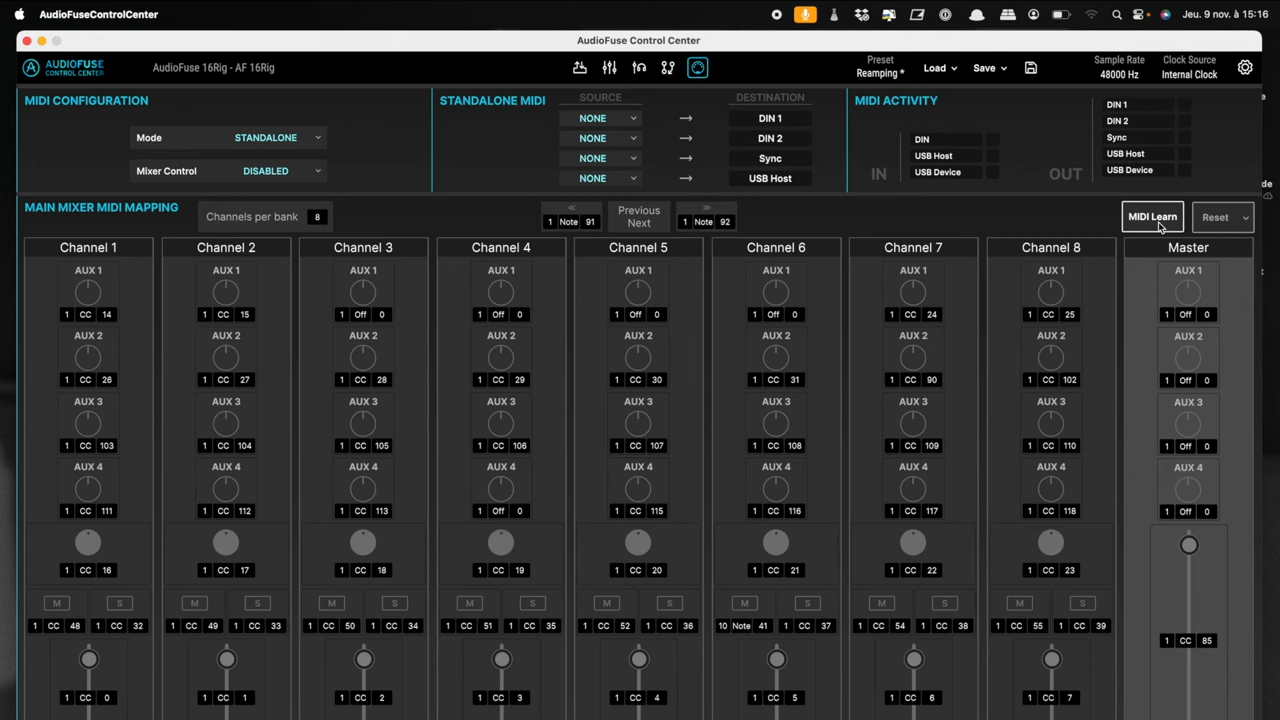 AudioFuseControlCenter
Jeu. 9 nov. à 15:16
AudioFuse Control Center
AUDIOFUSE
CONTROL CENTER
AudioFuse 16Rig - AF 16Rig
Preset
Reamping *
Load
Save
Sample Rate
48000 Hz
Clock Source
Internal Clock
MIDI CONFIGURATION
Mode STANDALONE
Mixer Control DISABLED
STANDALONE MIDI
SOURCE DESTINATION
NONE → DIN 1
NONE → DIN 2
NONE → Sync
NONE → USB Host
MIDI ACTIVITY
IN
DIN
USB Host
USB Device
OUT
DIN 1
DIN 2
Sync
USB Host
USB Device
MAIN MIXER MIDI MAPPING
Channels per bank 8
<<
1 Note 91
Previous
Next
>>
1 Note 92
MIDI Learn
Reset
Channel 1 Channel 2 Channel 3 Channel 4 Channel 5 Channel 6 Channel 7 Channel 8 Master
AUX 1 AUX 1 AUX 1 AUX 1 AUX 1 AUX 1 AUX 1 AUX 1 AUX 1
1 CC 14 1 CC 15 1 Off 0 1 Off 0 1 Off 0 1 Off 0 1 CC 24 1 CC 25 1 Off 0
AUX 2 AUX 2 AUX 2 AUX 2 AUX 2 AUX 2 AUX 2 AUX 2 AUX 2
1 CC 26 1 CC 27 1 CC 28 1 CC 29 1 CC 30 1 CC 31 1 CC 90 1 CC 102 1 Off 0
AUX 3 AUX 3 AUX 3 AUX 3 AUX 3 AUX 3 AUX 3 AUX 3 AUX 3
1 CC 103 1 CC 104 1 CC 105 1 CC 106 1 CC 107 1 CC 108 1 CC 109 1 CC 110 1 Off 0
AUX 4 AUX 4 AUX 4 AUX 4 AUX 4 AUX 4 AUX 4 AUX 4 AUX 4
1 CC 111 1 CC 112 1 CC 113 1 Off 0 1 CC 115 1 CC 116 1 CC 117 1 CC 118 1 Off 0
1 CC 16 1 CC 17 1 CC 18 1 CC 19 1 CC 20 1 CC 21 1 CC 22 1 CC 23
M S M S M S M S M S M S M S M S
1 CC 48 1 CC 32 1 CC 49 1 CC 33 1 CC 50 1 CC 34 1 CC 51 1 CC 35 1 CC 52 1 CC 36 10 Note 41 1 CC 37 1 CC 54 1 CC 38 1 CC 55 1 CC 39
1 CC 85
1 CC 0 1 CC 1 1 CC 2 1 CC 3 1 CC 4 1 CC 5 1 CC 6 1 CC 7